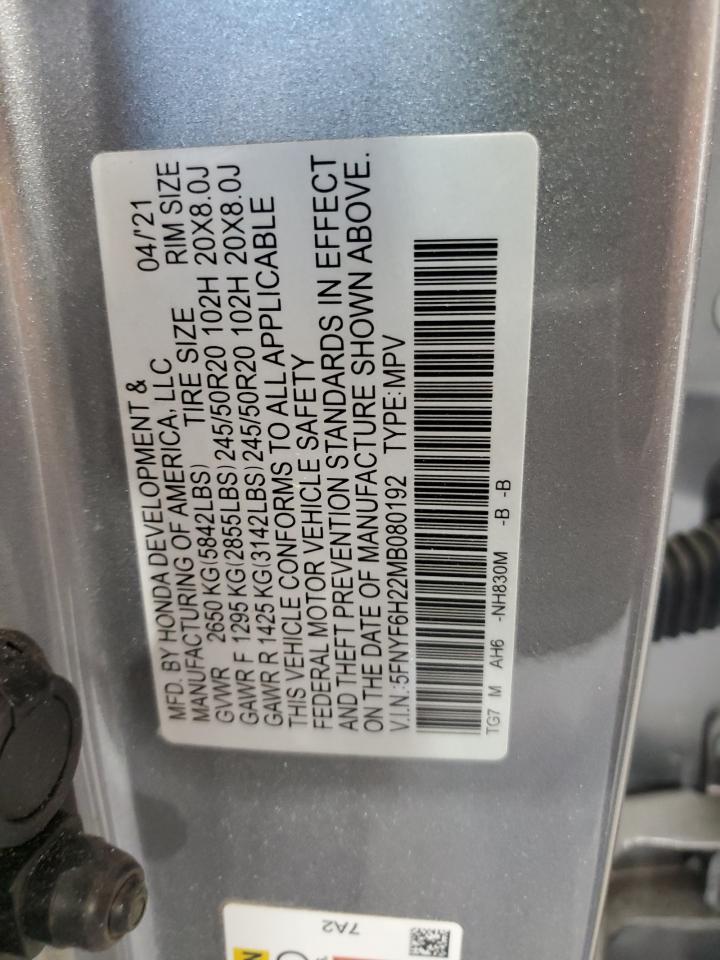 MFD. BY HONDA DEVELOPMENT & 04/'21
MANUFACTURING OF AMERICA, LLC
TIRE SIZE RIM SIZE
GVWR 2650 KG(5842LBS)
GAWR F 1295 KG(2855LBS) 245/50R20 102H 20X8.0J
GAWR R 1425 KG(3142LBS) 245/50R20 102H 20X8.0J
THIS VEHICLE CONFORMS TO ALL APPLICABLE
FEDERAL MOTOR VEHICLE SAFETY
AND THEFT PREVENTION STANDARDS IN EFFECT
ON THE DATE OF MANUFACTURE SHOWN ABOVE.
V.I.N.:5FNYF6H22MB080192 TYPE:MPV
TG7 M AH6 -NH830M -B -B
7A2